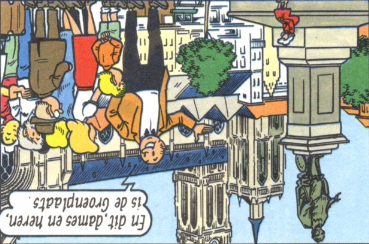 En dit, dames en heren,
is de Groenplaats.